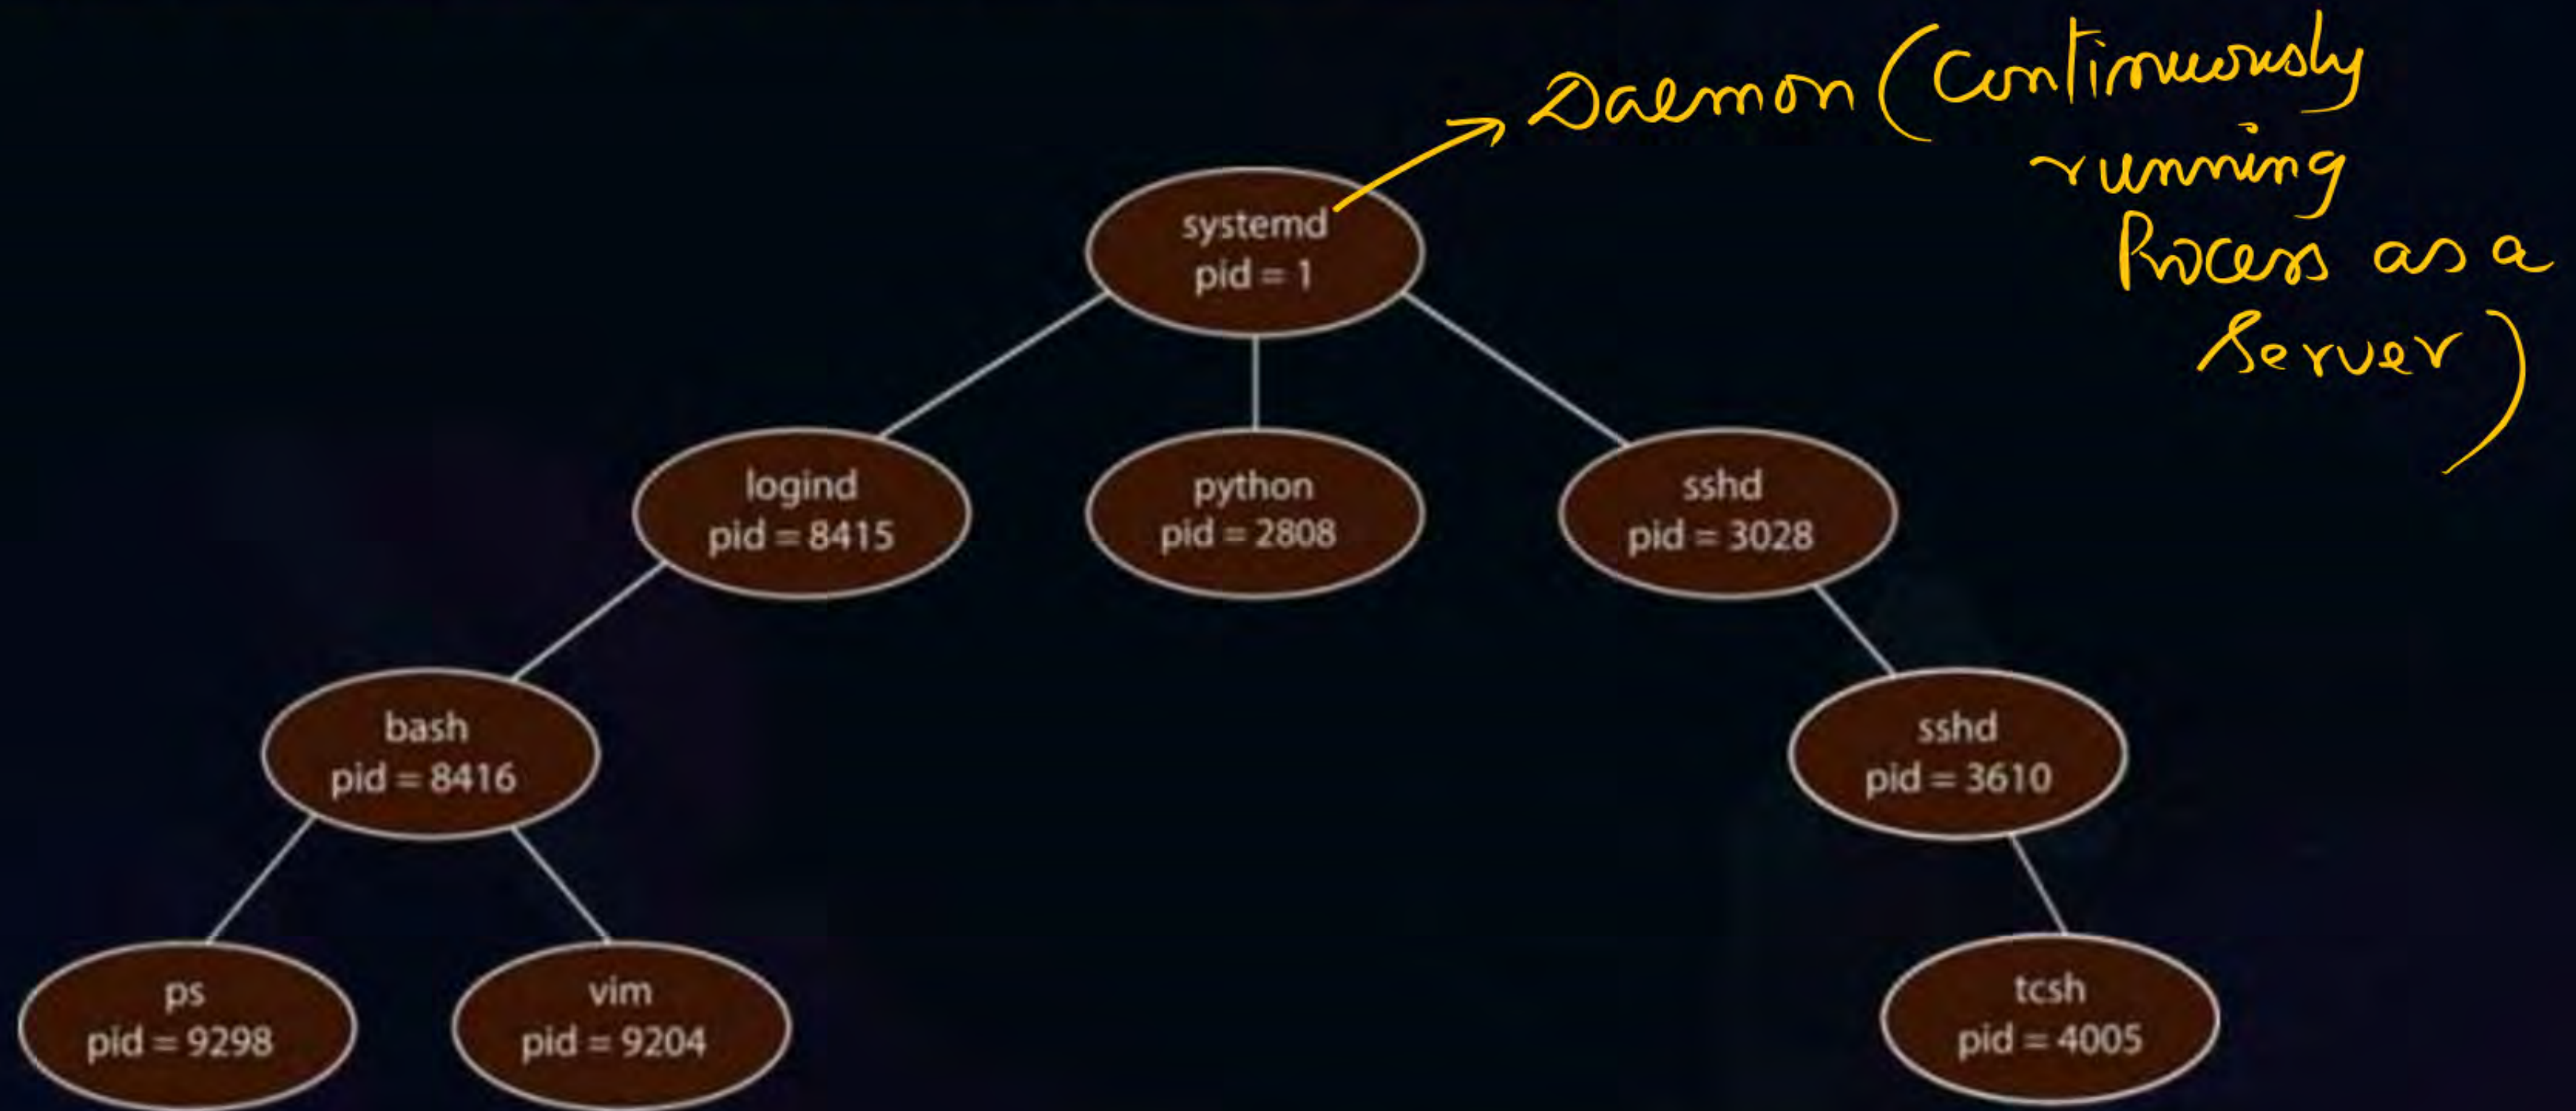 Daemon (Continuously
running
Process as a
Server)
systemd
pid = 1
logind
pid = 8415
python
pid = 2808
sshd
pid = 3028
bash
pid = 8416
sshd
pid = 3610
ps
pid = 9298
vim
pid = 9204
tcsh
pid = 4005